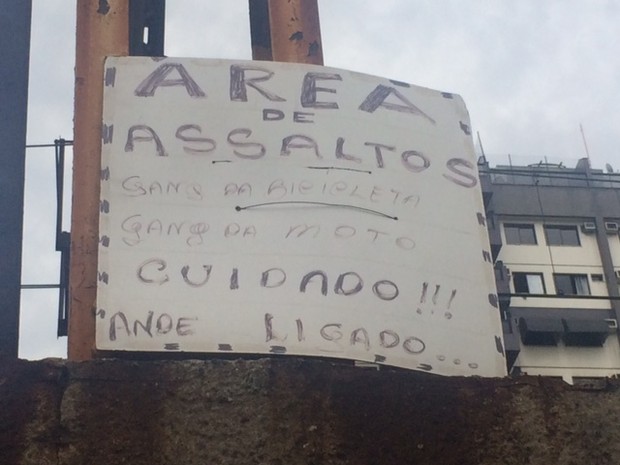 AREA
DE
ASSALTOS
GANG DA BICICLETA
GANG DA MOTO
CUIDADO!!!
ANDE LIGADO...